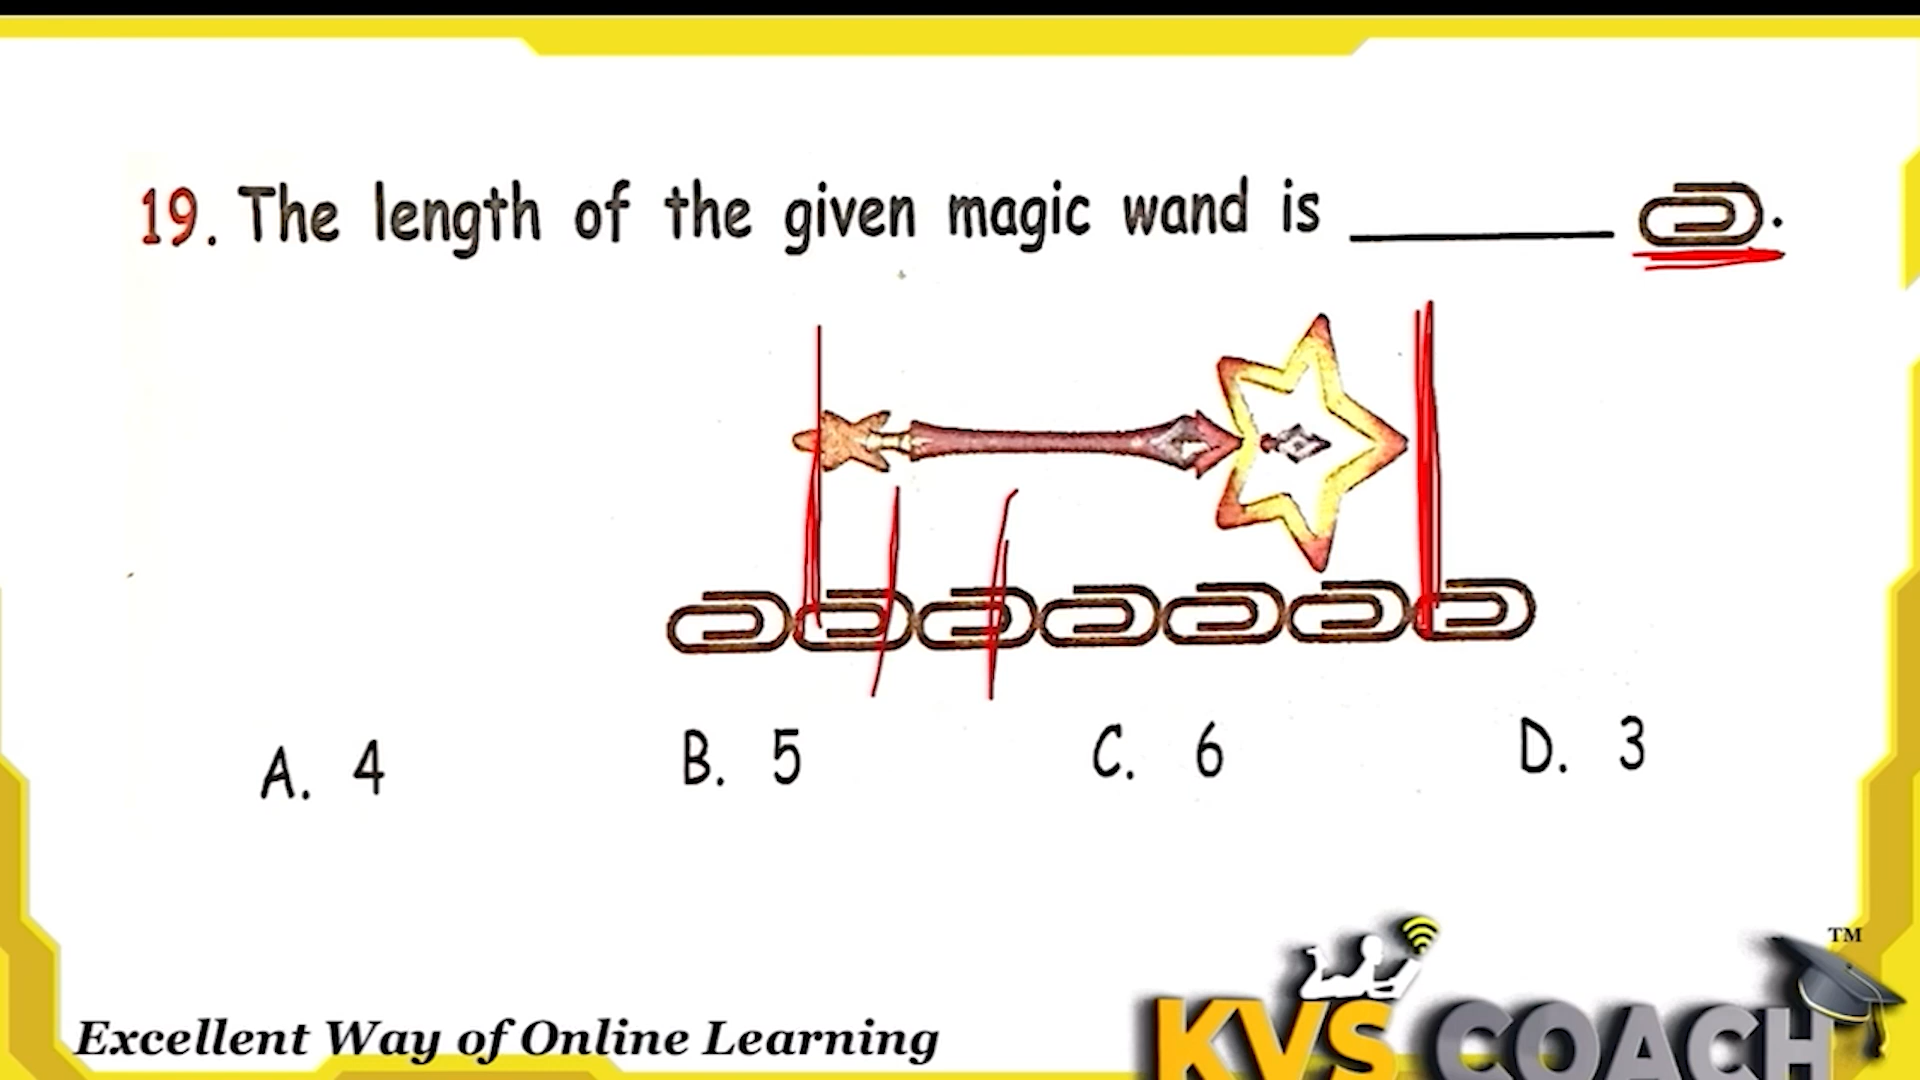 19. The length of the given magic wand is ________ .
A. 4 B. 5 C. 6 D. 3
TM
Excellent Way of Online Learning
KVS COACH